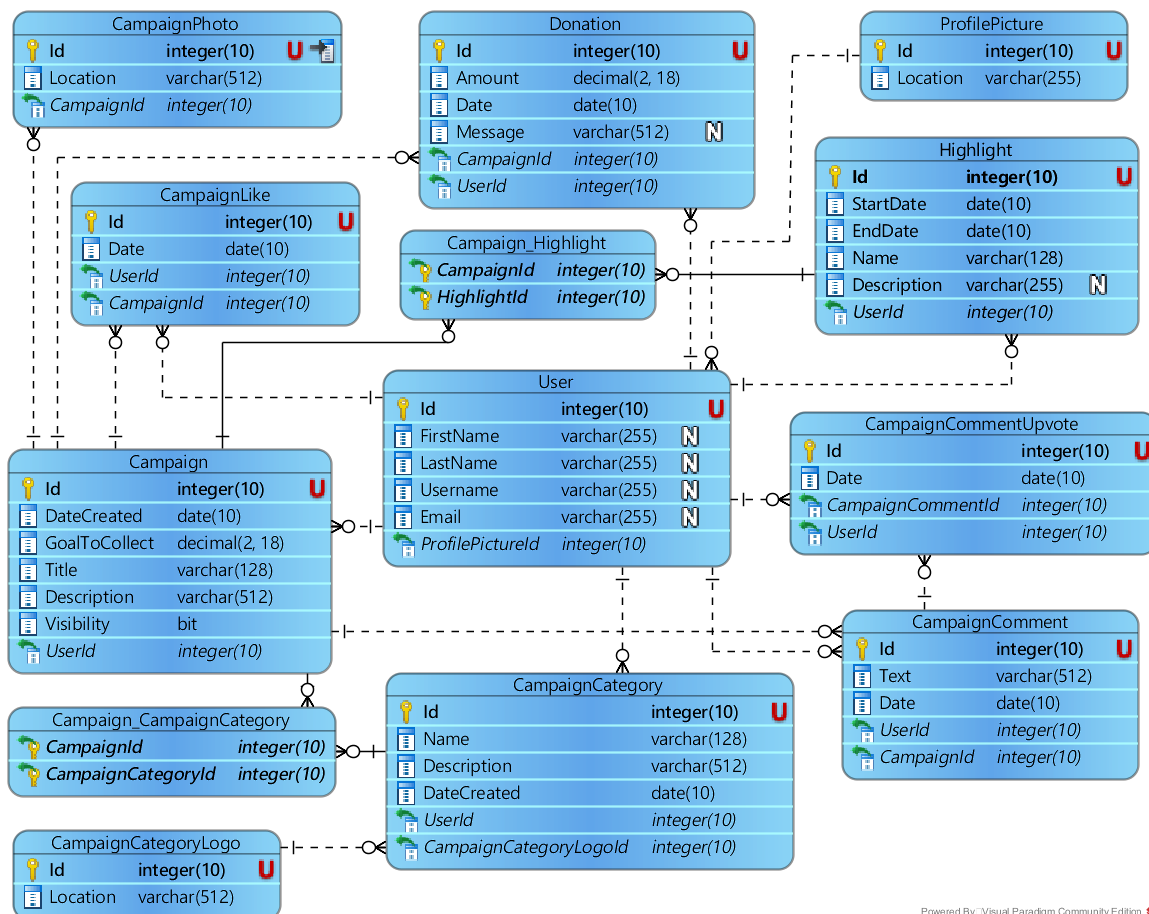 CampaignPhoto
Id integer(10) U
Location varchar(512)
CampaignId integer(10)
Donation
Id integer(10) U
Amount decimal(2, 18)
Date date(10)
Message varchar(512) N
CampaignId integer(10)
UserId integer(10)
ProfilePicture
Id integer(10) U
Location varchar(255)
Highlight
Id integer(10) U
StartDate date(10)
EndDate date(10)
Name varchar(128)
Description varchar(255) N
UserId integer(10)
CampaignLike
Id integer(10) U
Date date(10)
UserId integer(10)
CampaignId integer(10)
Campaign_Highlight
CampaignId integer(10)
HighlightId integer(10)
User
Id integer(10) U
FirstName varchar(255) N
LastName varchar(255) N
Username varchar(255) N
Email varchar(255) N
ProfilePictureId integer(10)
CampaignCommentUpvote
Id integer(10) U
Date date(10)
CampaignCommentId integer(10)
UserId integer(10)
Campaign
Id integer(10) U
DateCreated date(10)
GoalToCollect decimal(2, 18)
Title varchar(128)
Description varchar(512)
Visibility bit
UserId integer(10)
CampaignComment
Id integer(10) U
Text varchar(512)
Date date(10)
UserId integer(10)
CampaignId integer(10)
Campaign_CampaignCategory
CampaignId integer(10)
CampaignCategoryId integer(10)
CampaignCategory
Id integer(10) U
Name varchar(128)
Description varchar(512)
DateCreated date(10)
UserId integer(10)
CampaignCategoryLogoId integer(10)
CampaignCategoryLogo
Id integer(10) U
Location varchar(512)
Powered By Visual Paradigm Community Edition